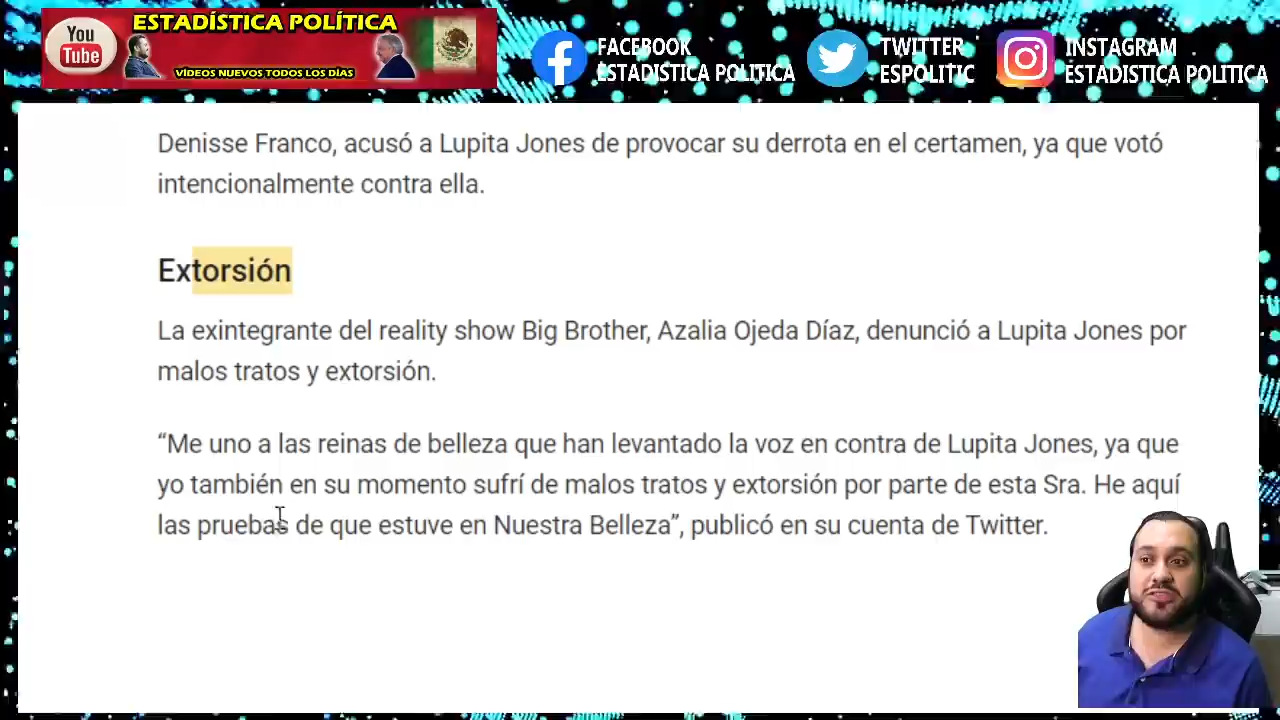 You
Tube
ESTADÍSTICA POLÍTICA
VÍDEOS NUEVOS TODOS LOS DÍAS
FACEBOOK
ESTADISTICA POLITICA
TWITTER
ESPOLITIC
INSTAGRAM
ESTADISTICA POLITICA
Denisse Franco, acusó a Lupita Jones de provocar su derrota en el certamen, ya que votó
intencionalmente contra ella.
Extorsión
La exintegrante del reality show Big Brother, Azalia Ojeda Díaz, denunció a Lupita Jones por
malos tratos y extorsión.
“Me uno a las reinas de belleza que han levantado la voz en contra de Lupita Jones, ya que
yo también en su momento sufrí de malos tratos y extorsión por parte de esta Sra. He aquí
las pruebas de que estuve en Nuestra Belleza”, publicó en su cuenta de Twitter.